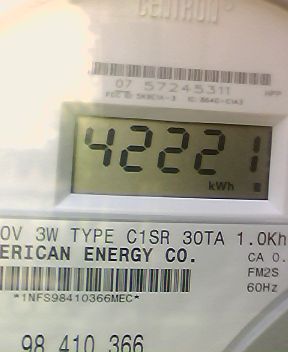 CENTRON
07 57245311
42221
kWh
0V 3W TYPE C1SR 30TA 1.0Kh
ERICAN ENERGY CO.
CA 0.
FM2S
*1NFS98410366MEC*
60Hz
98 410 366